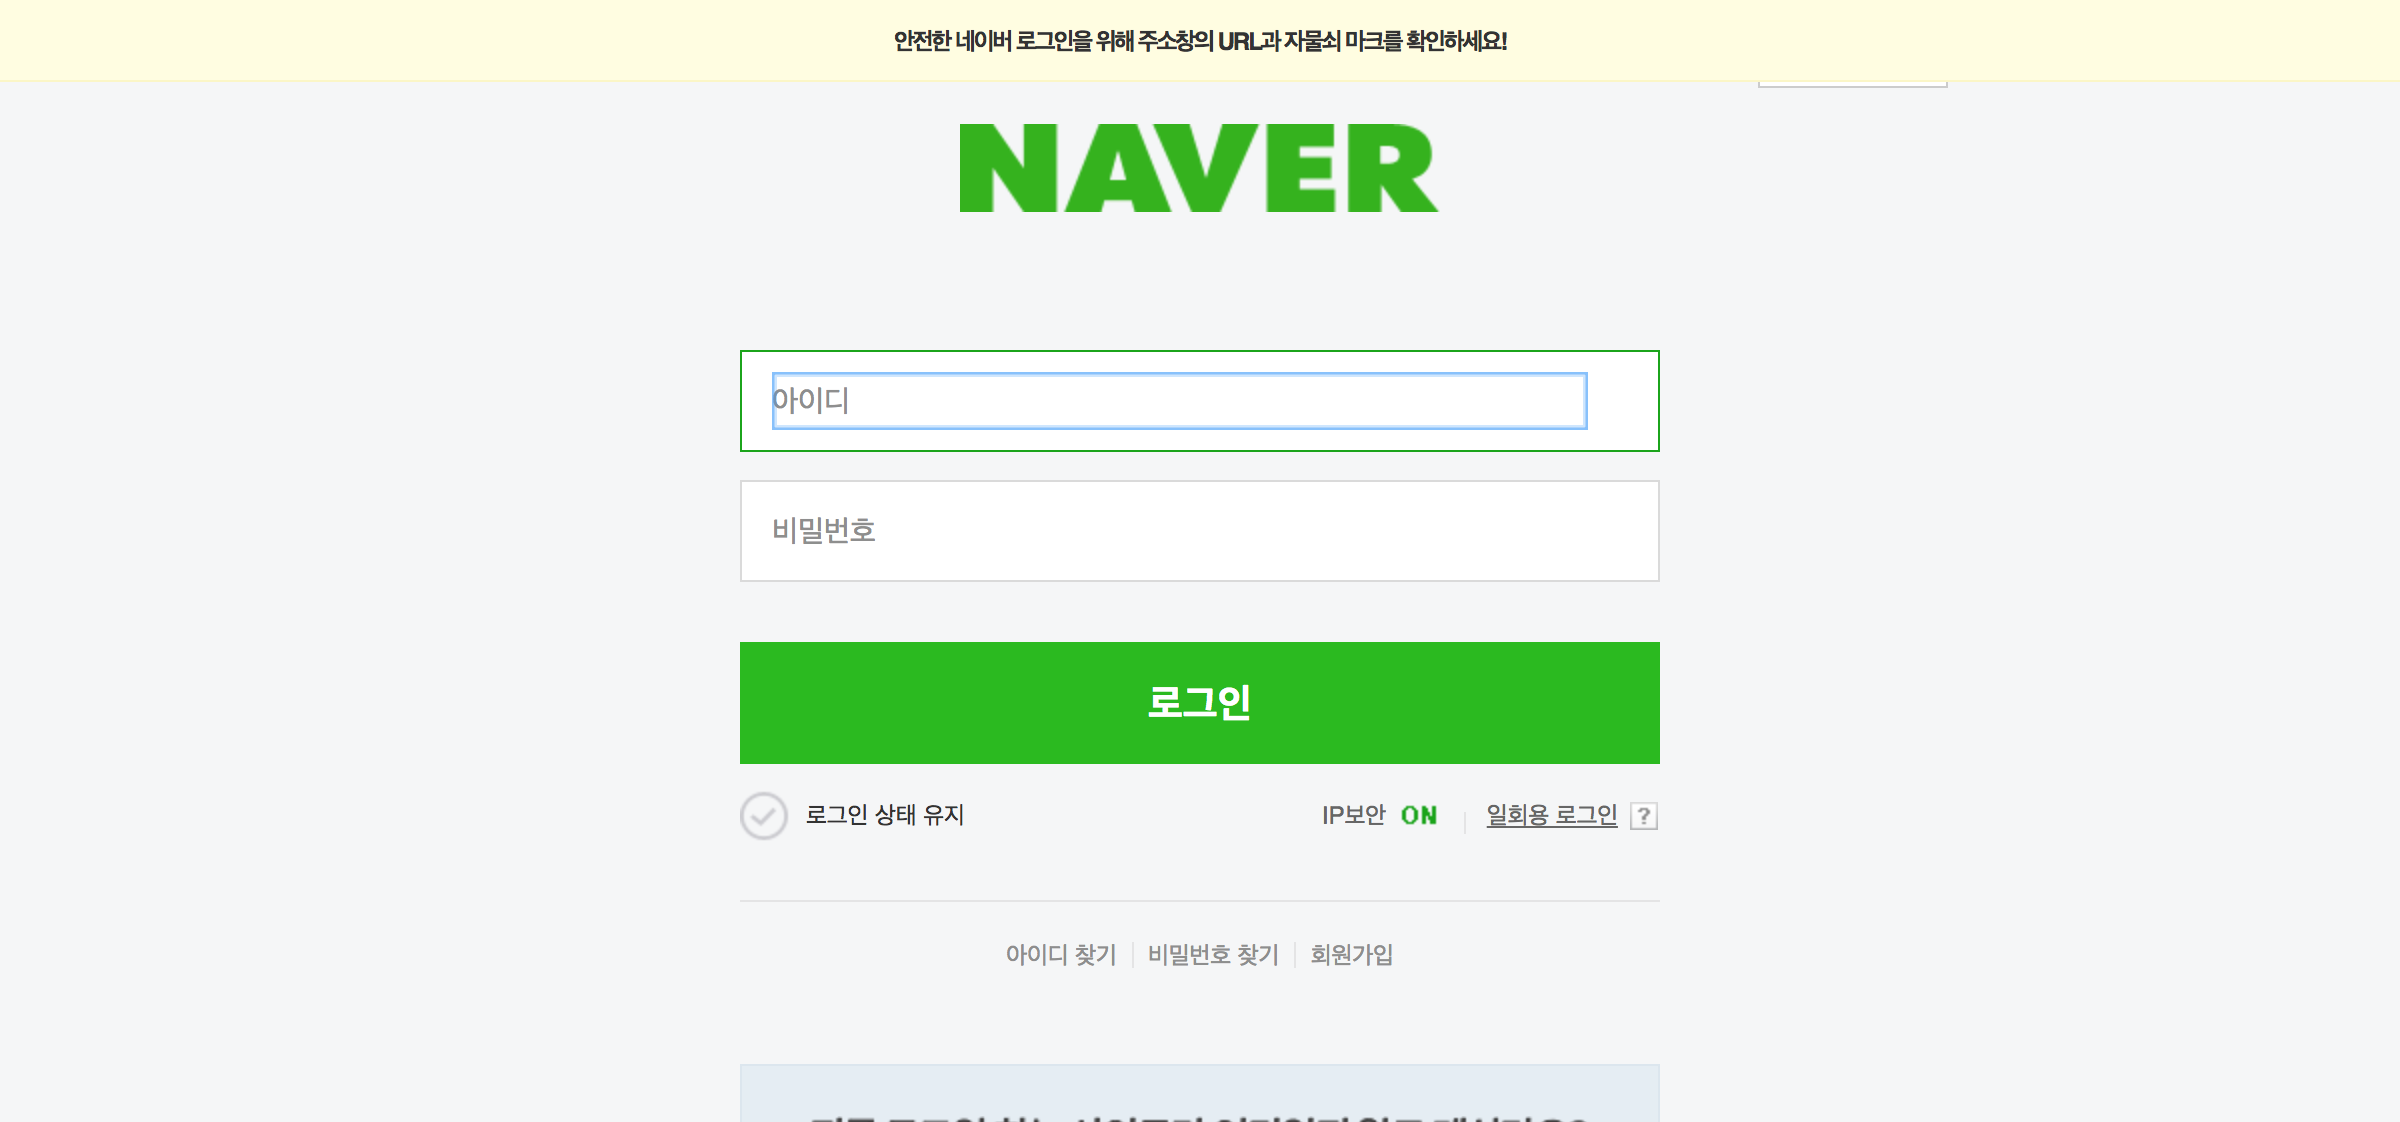 안전한 네이버 로그인을 위해 주소창의 URL과 자물쇠 마크를 확인하세요!
NAVER
아이디
비밀번호
로그인
로그인 상태 유지
IP보안 ON 일회용 로그인 ?
아이디 찾기 비밀번호 찾기 회원가입